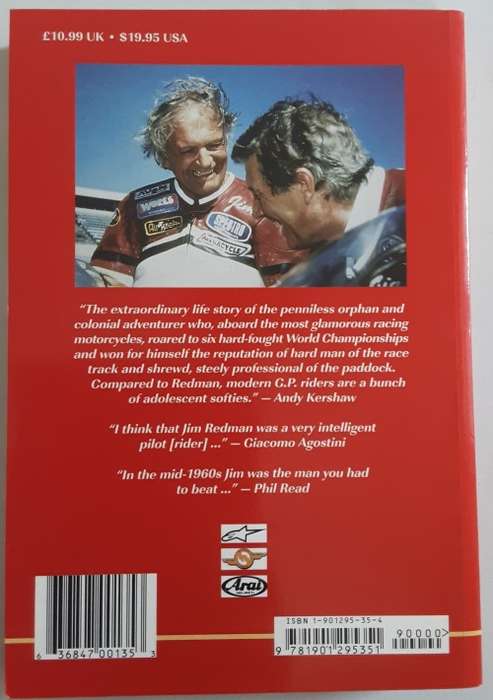 £10.99 UK • $19.95 USA
WORKS
Jim
MOTORCYCLE
“The extraordinary life story of the penniless orphan and
colonial adventurer who, aboard the most glamorous racing
motorcycles, roared to six hard-fought World Championships
and won for himself the reputation of hard man of the race
track and shrewd, steely professional of the paddock.
Compared to Redman, modern G.P. riders are a bunch
of adolescent softies.” — Andy Kershaw
“I think that Jim Redman was a very intelligent
pilot [rider] ...” — Giacomo Agostini
“In the mid-1960s Jim was the man you had
to beat ...” — Phil Read
Arai
ISBN 1-901295-35-4
90000>
6 36847 00135 3
9 781901 295351